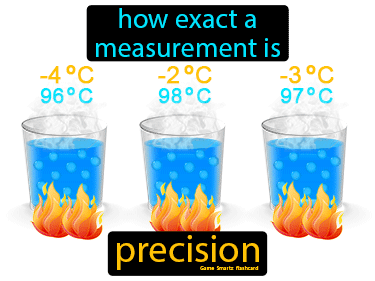 how exact a
measurement is
-4 °C -2 °C -3 °C
96°C 98°C 97°C
precision
Game Smartz flashcard